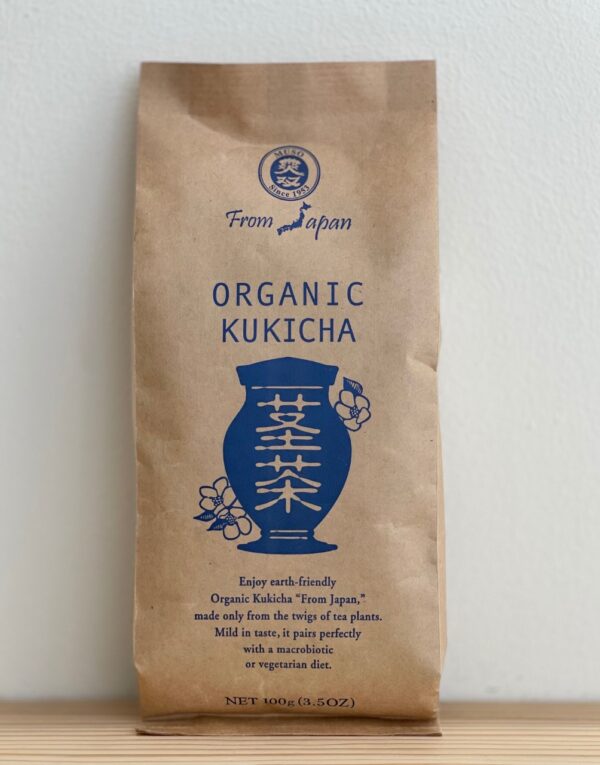 MUSO
Since 1953
From Japan
ORGANIC
KUKICHA
茎
茶
Enjoy earth-friendly
Organic Kukicha “From Japan,”
made only from the twigs of tea plants.
Mild in taste, it pairs perfectly
with a macrobiotic
or vegetarian diet.
NET 100g (3.5OZ)